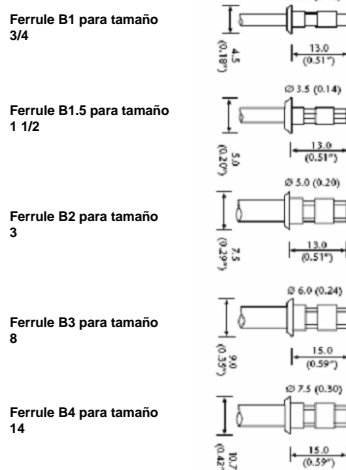 Ferrule B1 para tamaño
3/4
4.5
(0.18")
13.0
(0.51")
Ferrule B1.5 para tamaño
1 1/2
Ø 3.5 (0.14)
5.0
(0.20")
13.0
(0.51")
Ferrule B2 para tamaño
3
Ø 5.0 (0.20)
7.5
(0.29")
13.0
(0.51")
Ferrule B3 para tamaño
8
Ø 6.0 (0.24)
9.0
(0.35")
15.0
(0.59")
Ferrule B4 para tamaño
14
Ø 7.5 (0.30)
10.7
(0.42"
15.0
(0.59")